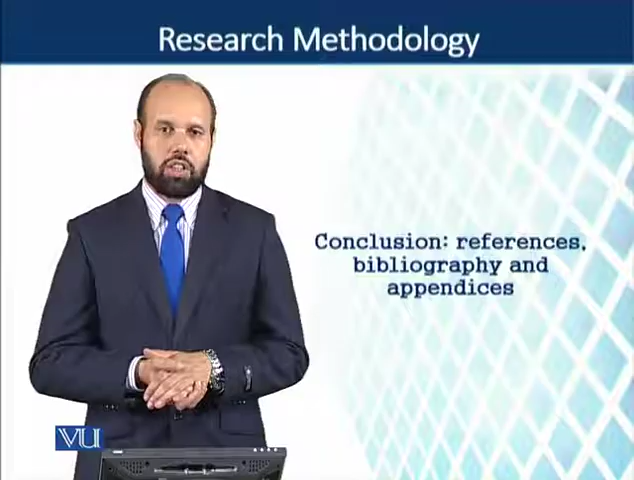 Research Methodology
Conclusion: references,
bibliography and
appendices
VU